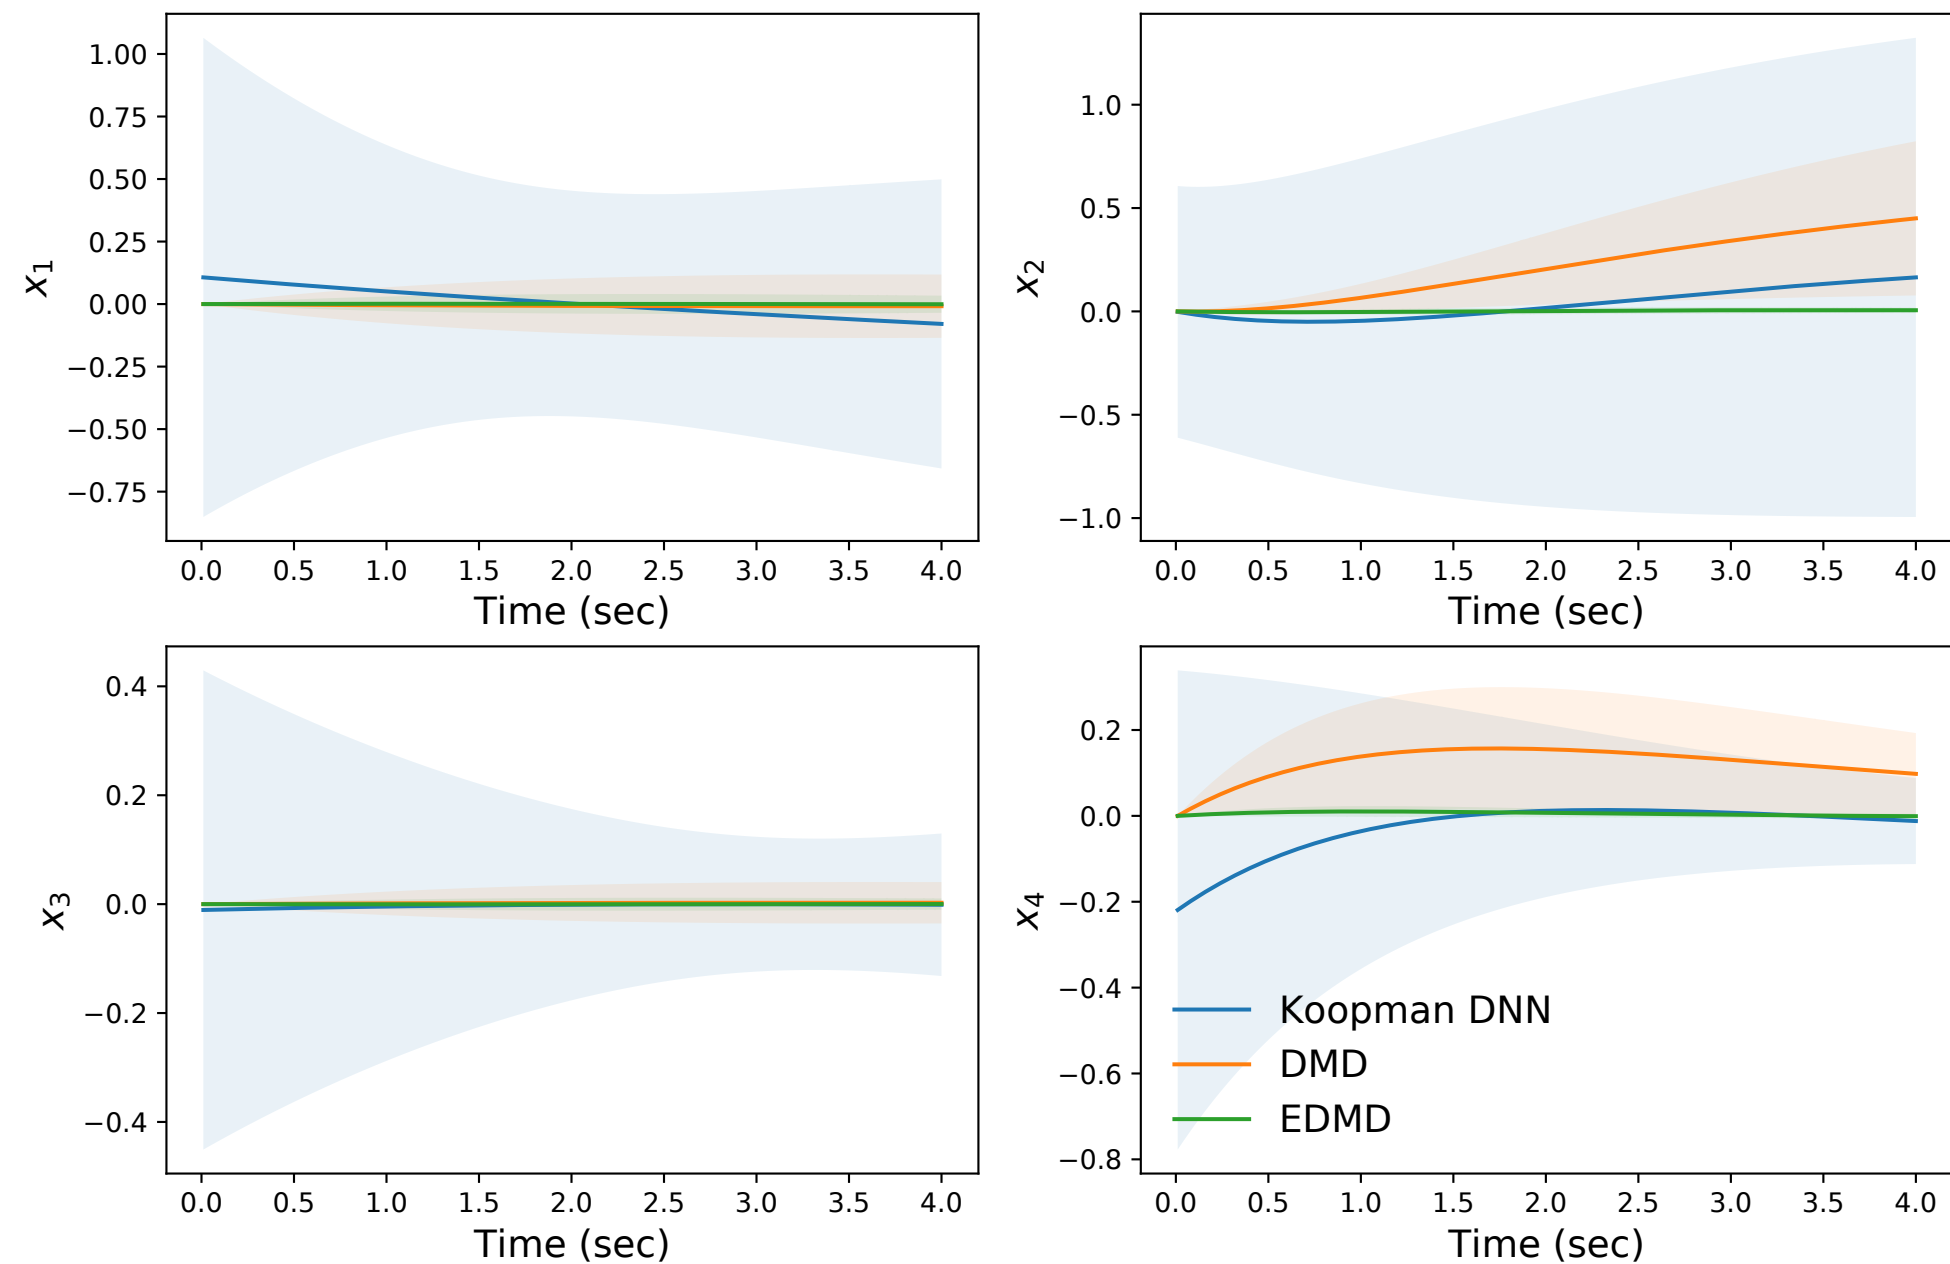 1.00
0.75
0.50
0.25
0.00
−0.25
−0.50
−0.75
x1
0.0 0.5 1.0 1.5 2.0 2.5 3.0 3.5 4.0
Time (sec)
1.0
0.5
0.0
−0.5
−1.0
x2
0.0 0.5 1.0 1.5 2.0 2.5 3.0 3.5 4.0
Time (sec)
0.4
0.2
0.0
−0.2
−0.4
x3
0.0 0.5 1.0 1.5 2.0 2.5 3.0 3.5 4.0
Time (sec)
0.2
0.0
−0.2
−0.4
−0.6
−0.8
x4
Koopman DNN
DMD
EDMD
0.0 0.5 1.0 1.5 2.0 2.5 3.0 3.5 4.0
Time (sec)